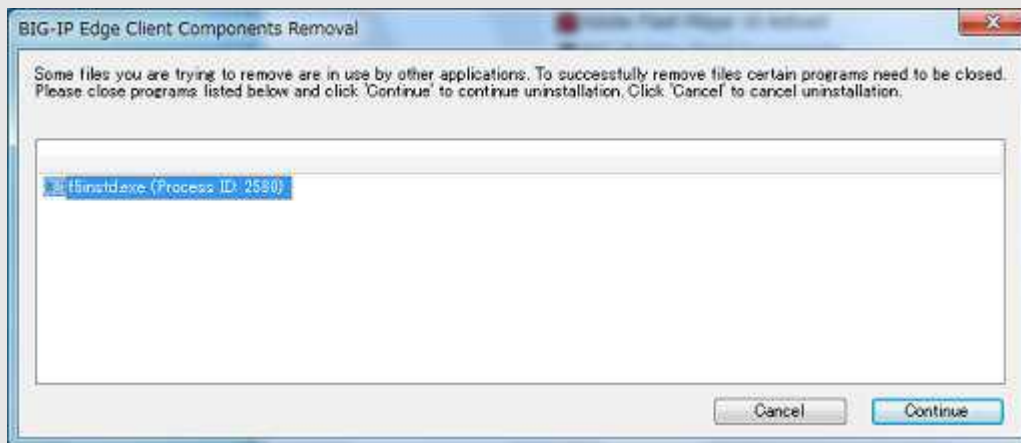 BIG-IP Edge Client Components Removal
Some files you are trying to remove are in use by other applications. To successfully remove files certain programs need to be closed.
Please close programs listed below and click 'Continue' to continue uninstallation. Click 'Cancel' to cancel uninstallation.
f5instd.exe (Process ID: 2580)
Cancel
Continue